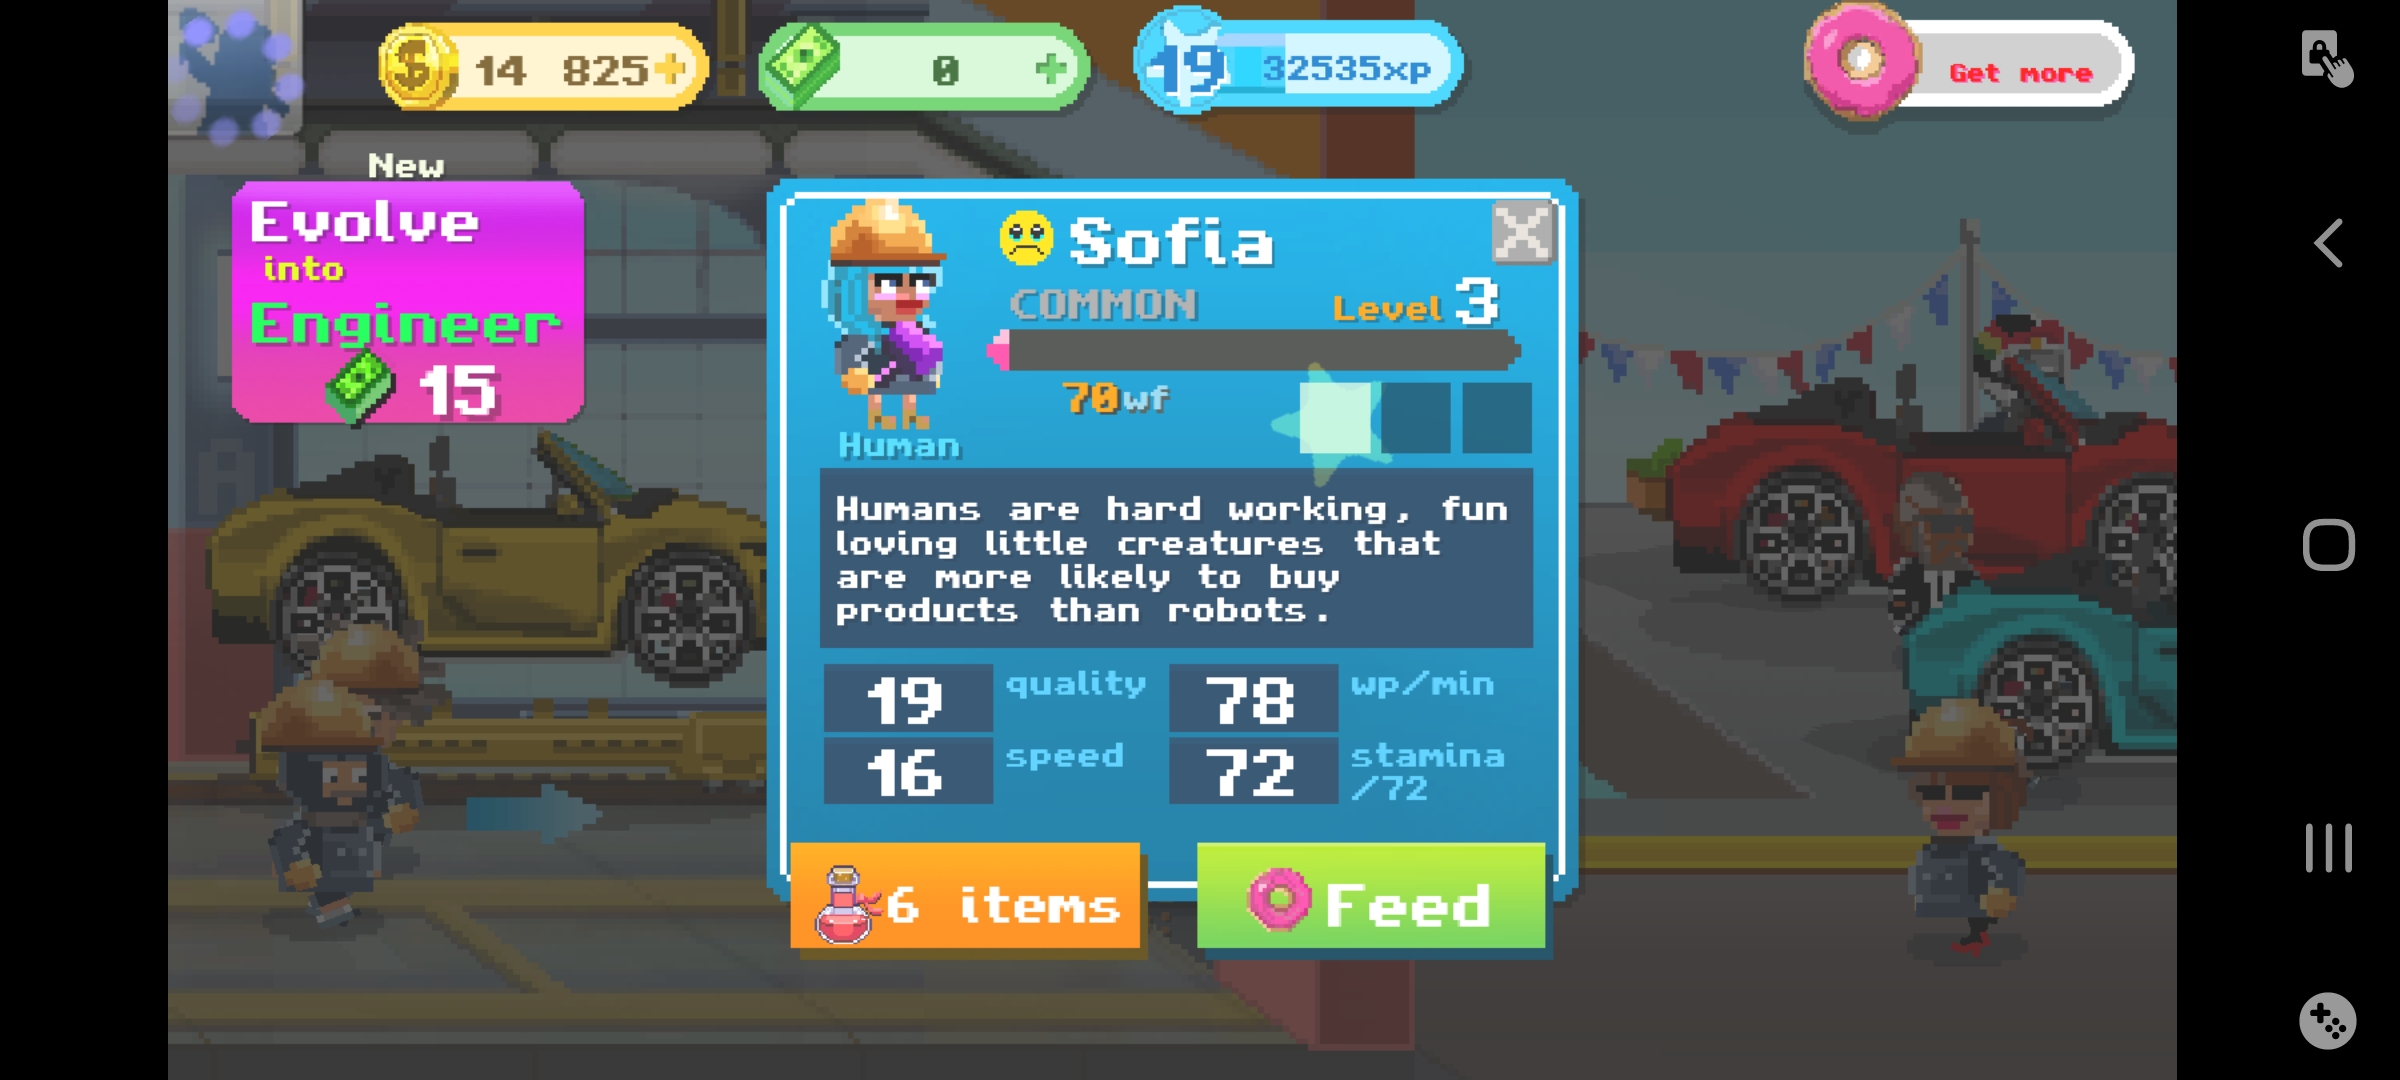 14 825
0
19 32535xp
Get more
New
Evolve
into
Engineer
15
Sofia
COMMON
Level 3
70wf
Human
Humans are hard working, fun
loving little creatures that
are more likely to buy
products than robots.
19 quality
78 wp/min
16 speed
72 stamina
/72
6 items
Feed